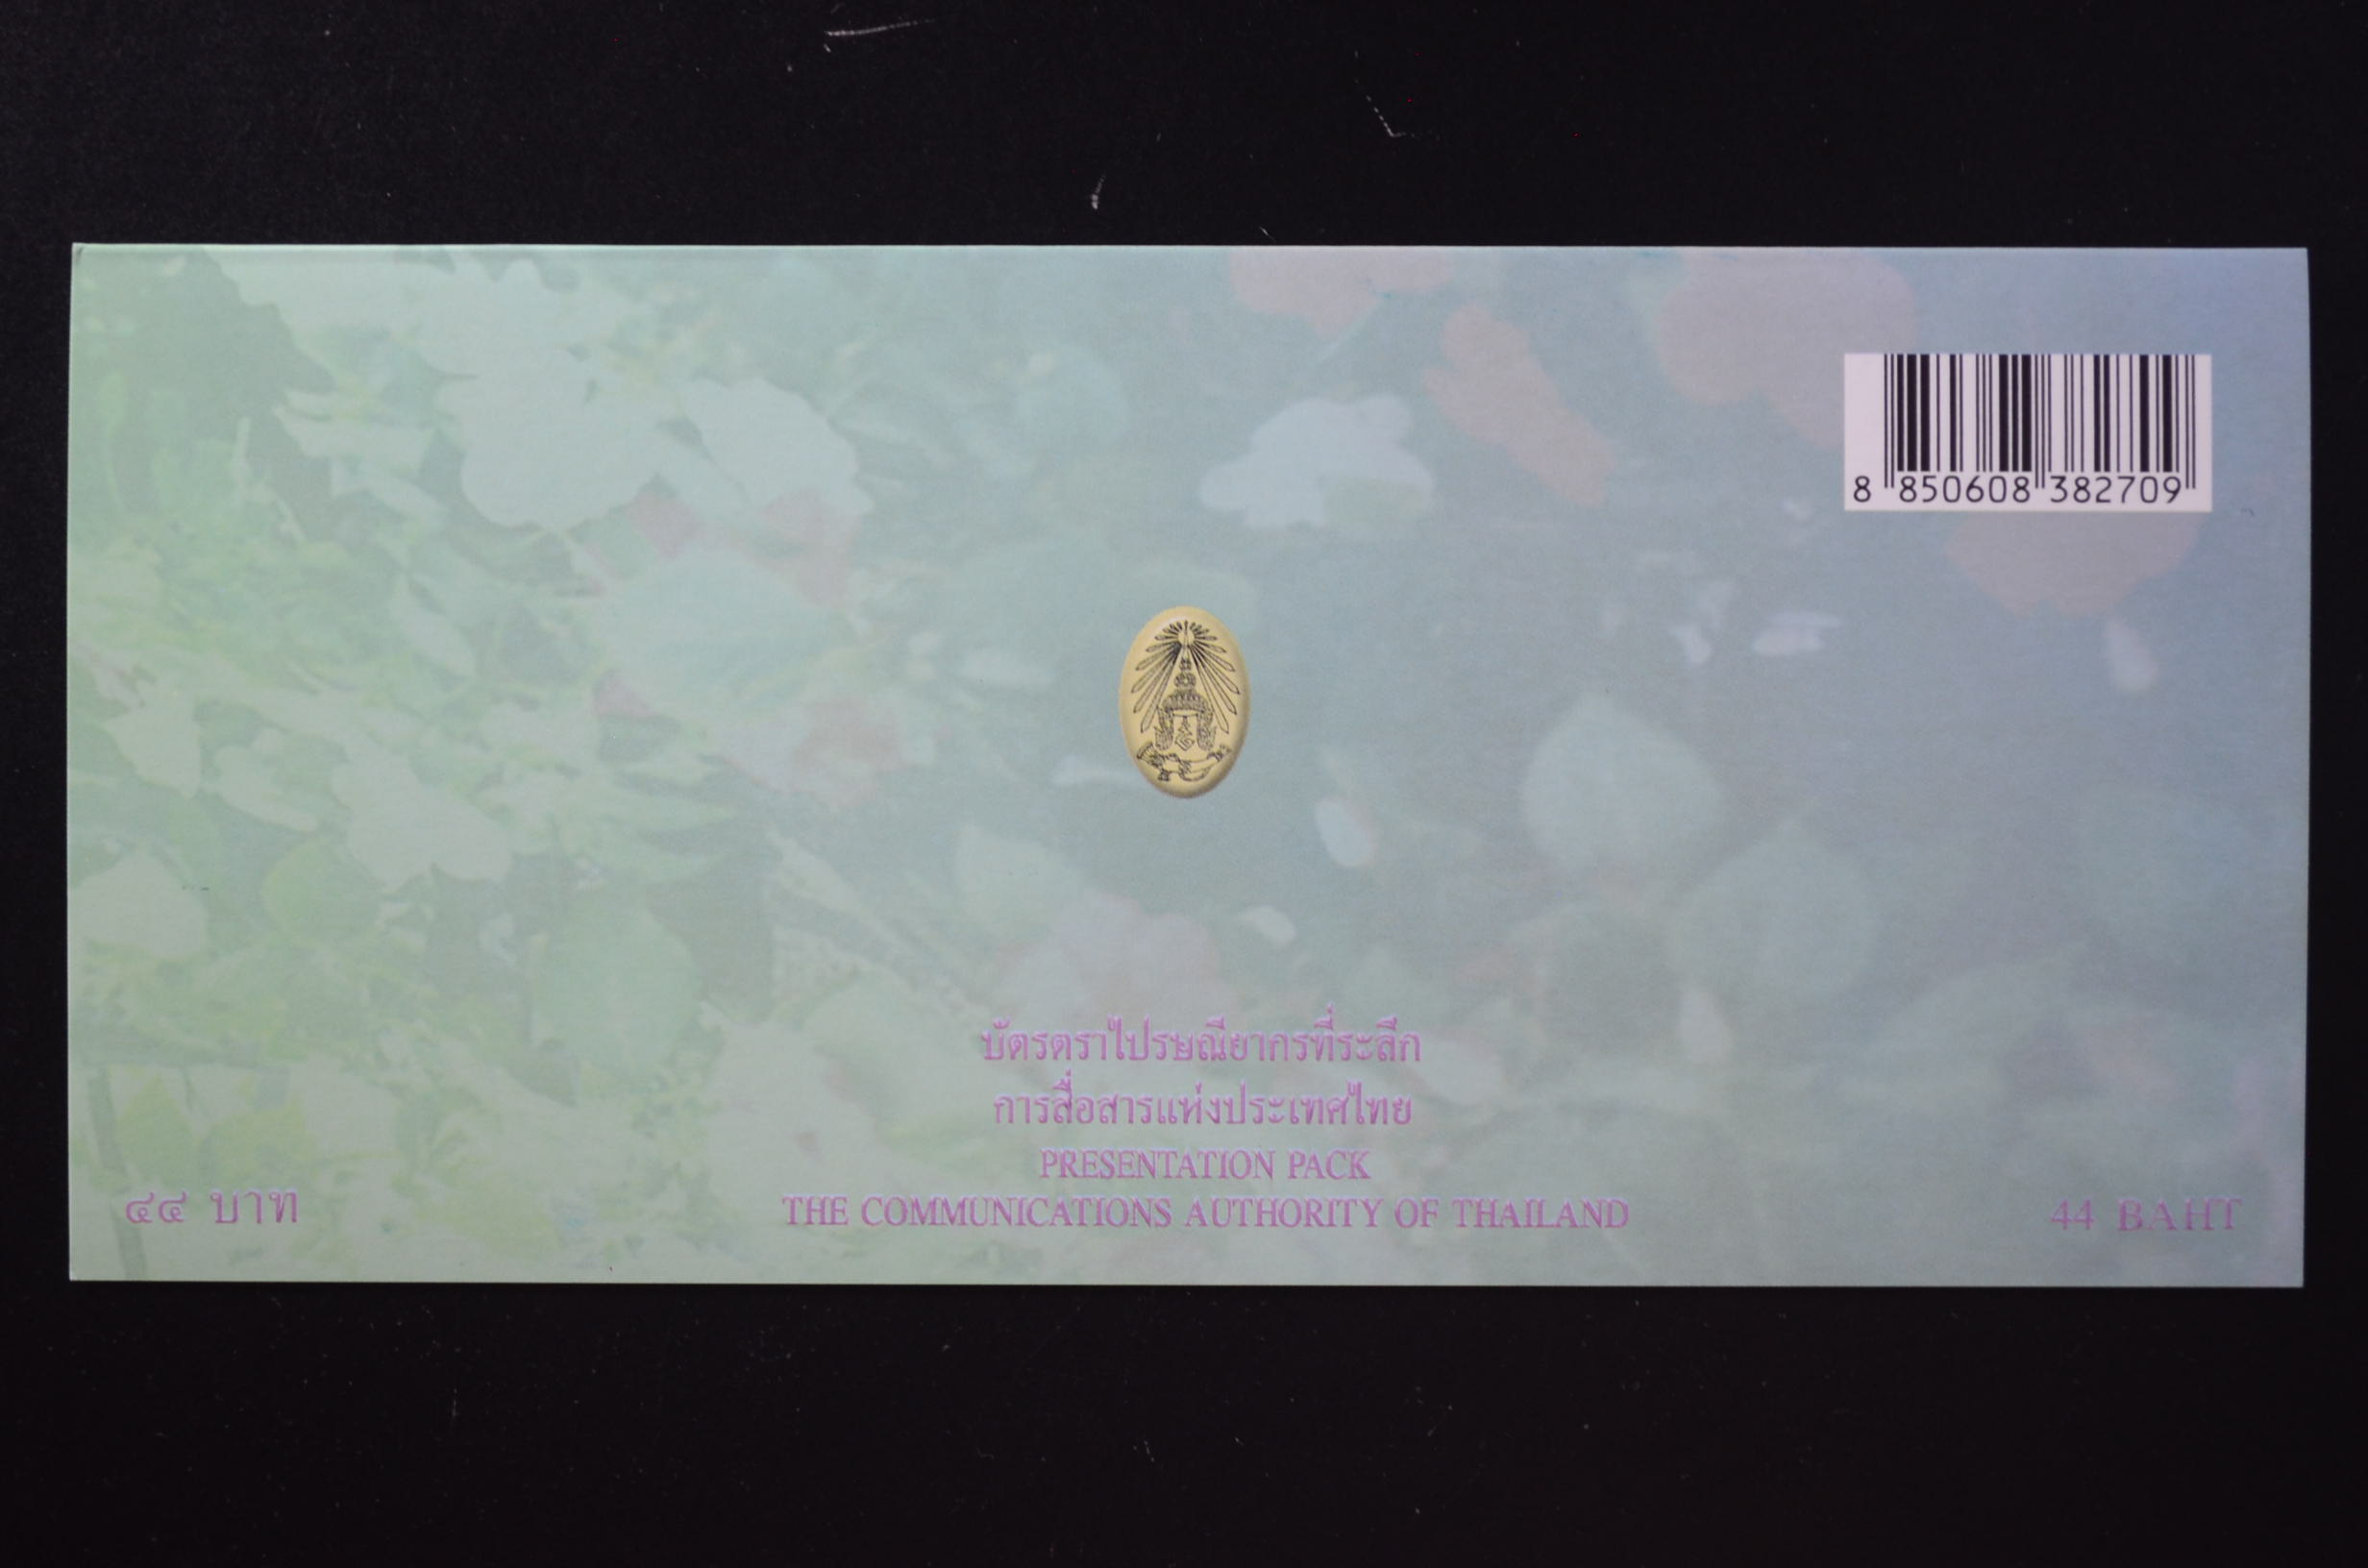 8 850608 382709
บัตรตราไปรษณียากรที่ระลึก
การสื่อสารแห่งประเทศไทย
PRESENTATION PACK
THE COMMUNICATIONS AUTHORITY OF THAILAND
๔๔ บาท
44 BAHT